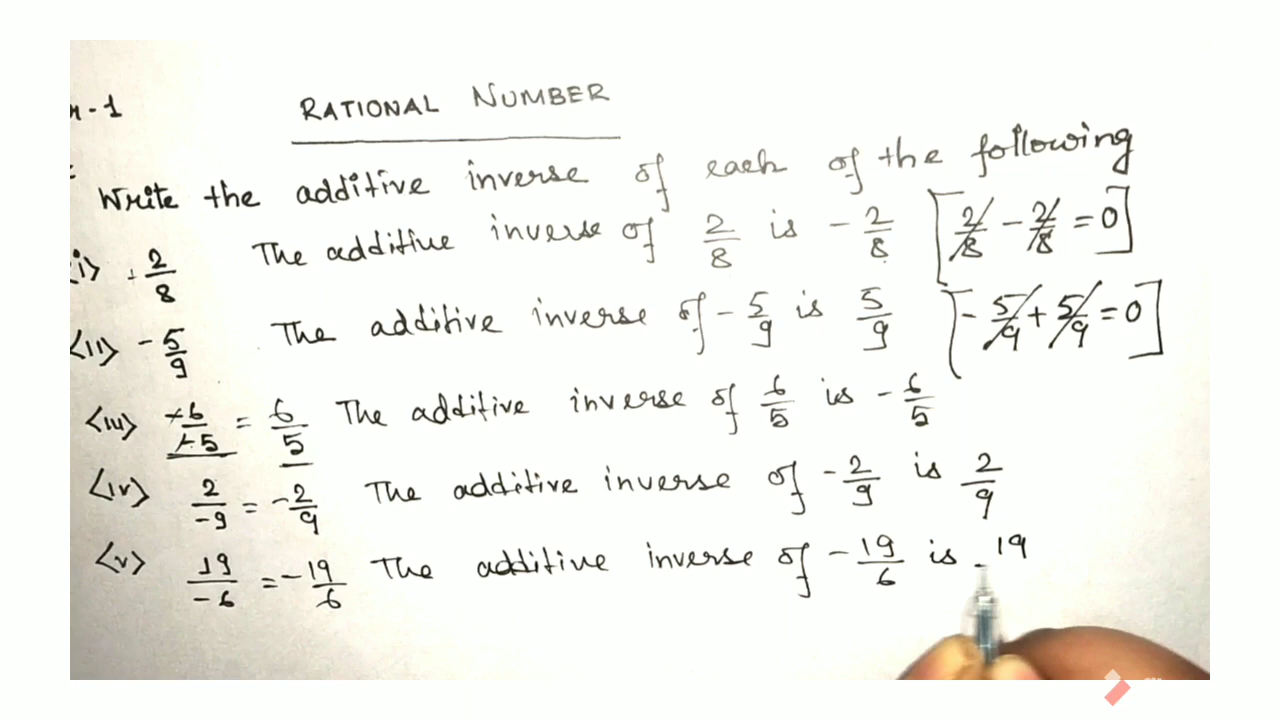 n-1
RATIONAL NUMBER
Write the additive inverse of each of the following
i> 2/8 The additive inverse of 2/8 is -2/8 [2/8 - 2/8 = 0]
<ii> -5/9 The additive inverse of -5/9 is 5/9 [-5/9 + 5/9 = 0]
<iii> -6/-5 = 6/5 The additive inverse of 6/5 is -6/5
<iv> 2/-9 = -2/9 The additive inverse of -2/9 is 2/9
<v> 19/-6 = -19/6 The additive inverse of -19/6 is 19